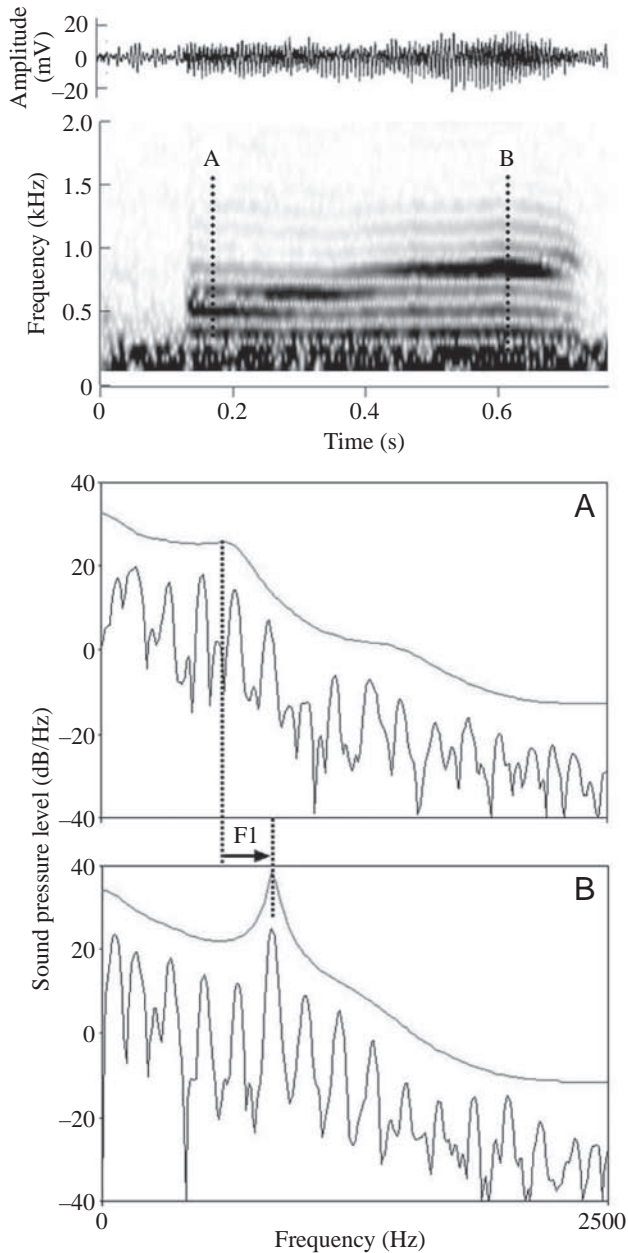 Amplitude
(mV)
20
0
–20
Frequency (kHz)
2.0
1.5
1.0
0.5
0
A
B
0
0.2
0.4
0.6
Time (s)
Sound pressure level (dB/Hz)
40
20
0
–20
–40
A
F1
40
20
0
–20
–40
B
0
2500
Frequency (Hz)